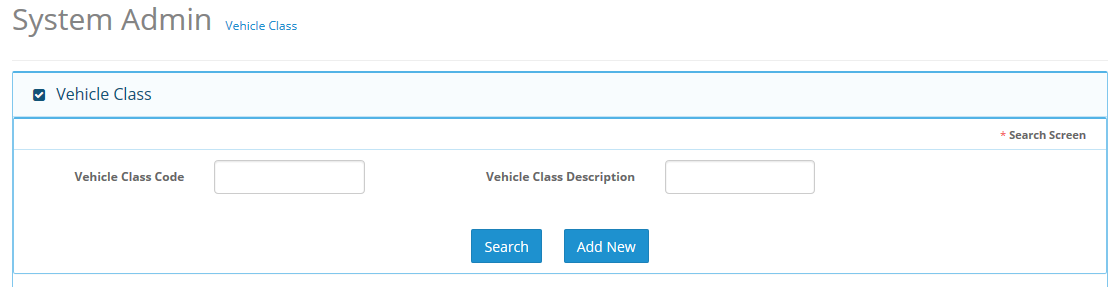 System Admin Vehicle Class
Vehicle Class
* Search Screen
Vehicle Class Code Vehicle Class Description
Search Add New